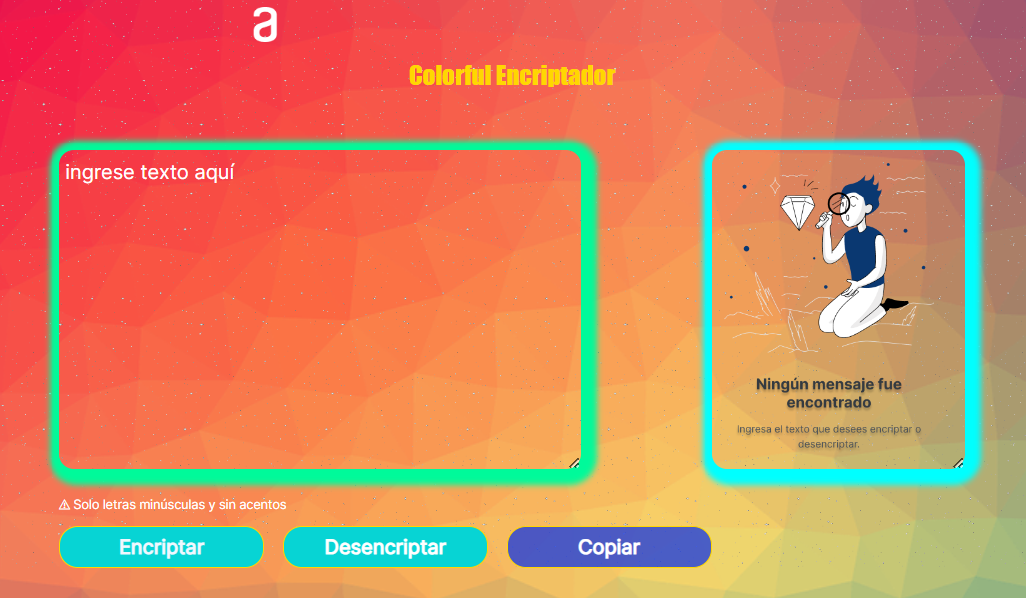 a
Colorful Encriptador
ingrese texto aquí
Ningún mensaje fue
encontrado
Ingresa el texto que desees encriptar o
desencriptar.
⚠ Solo letras minúsculas y sin acentos
Encriptar
Desencriptar
Copiar